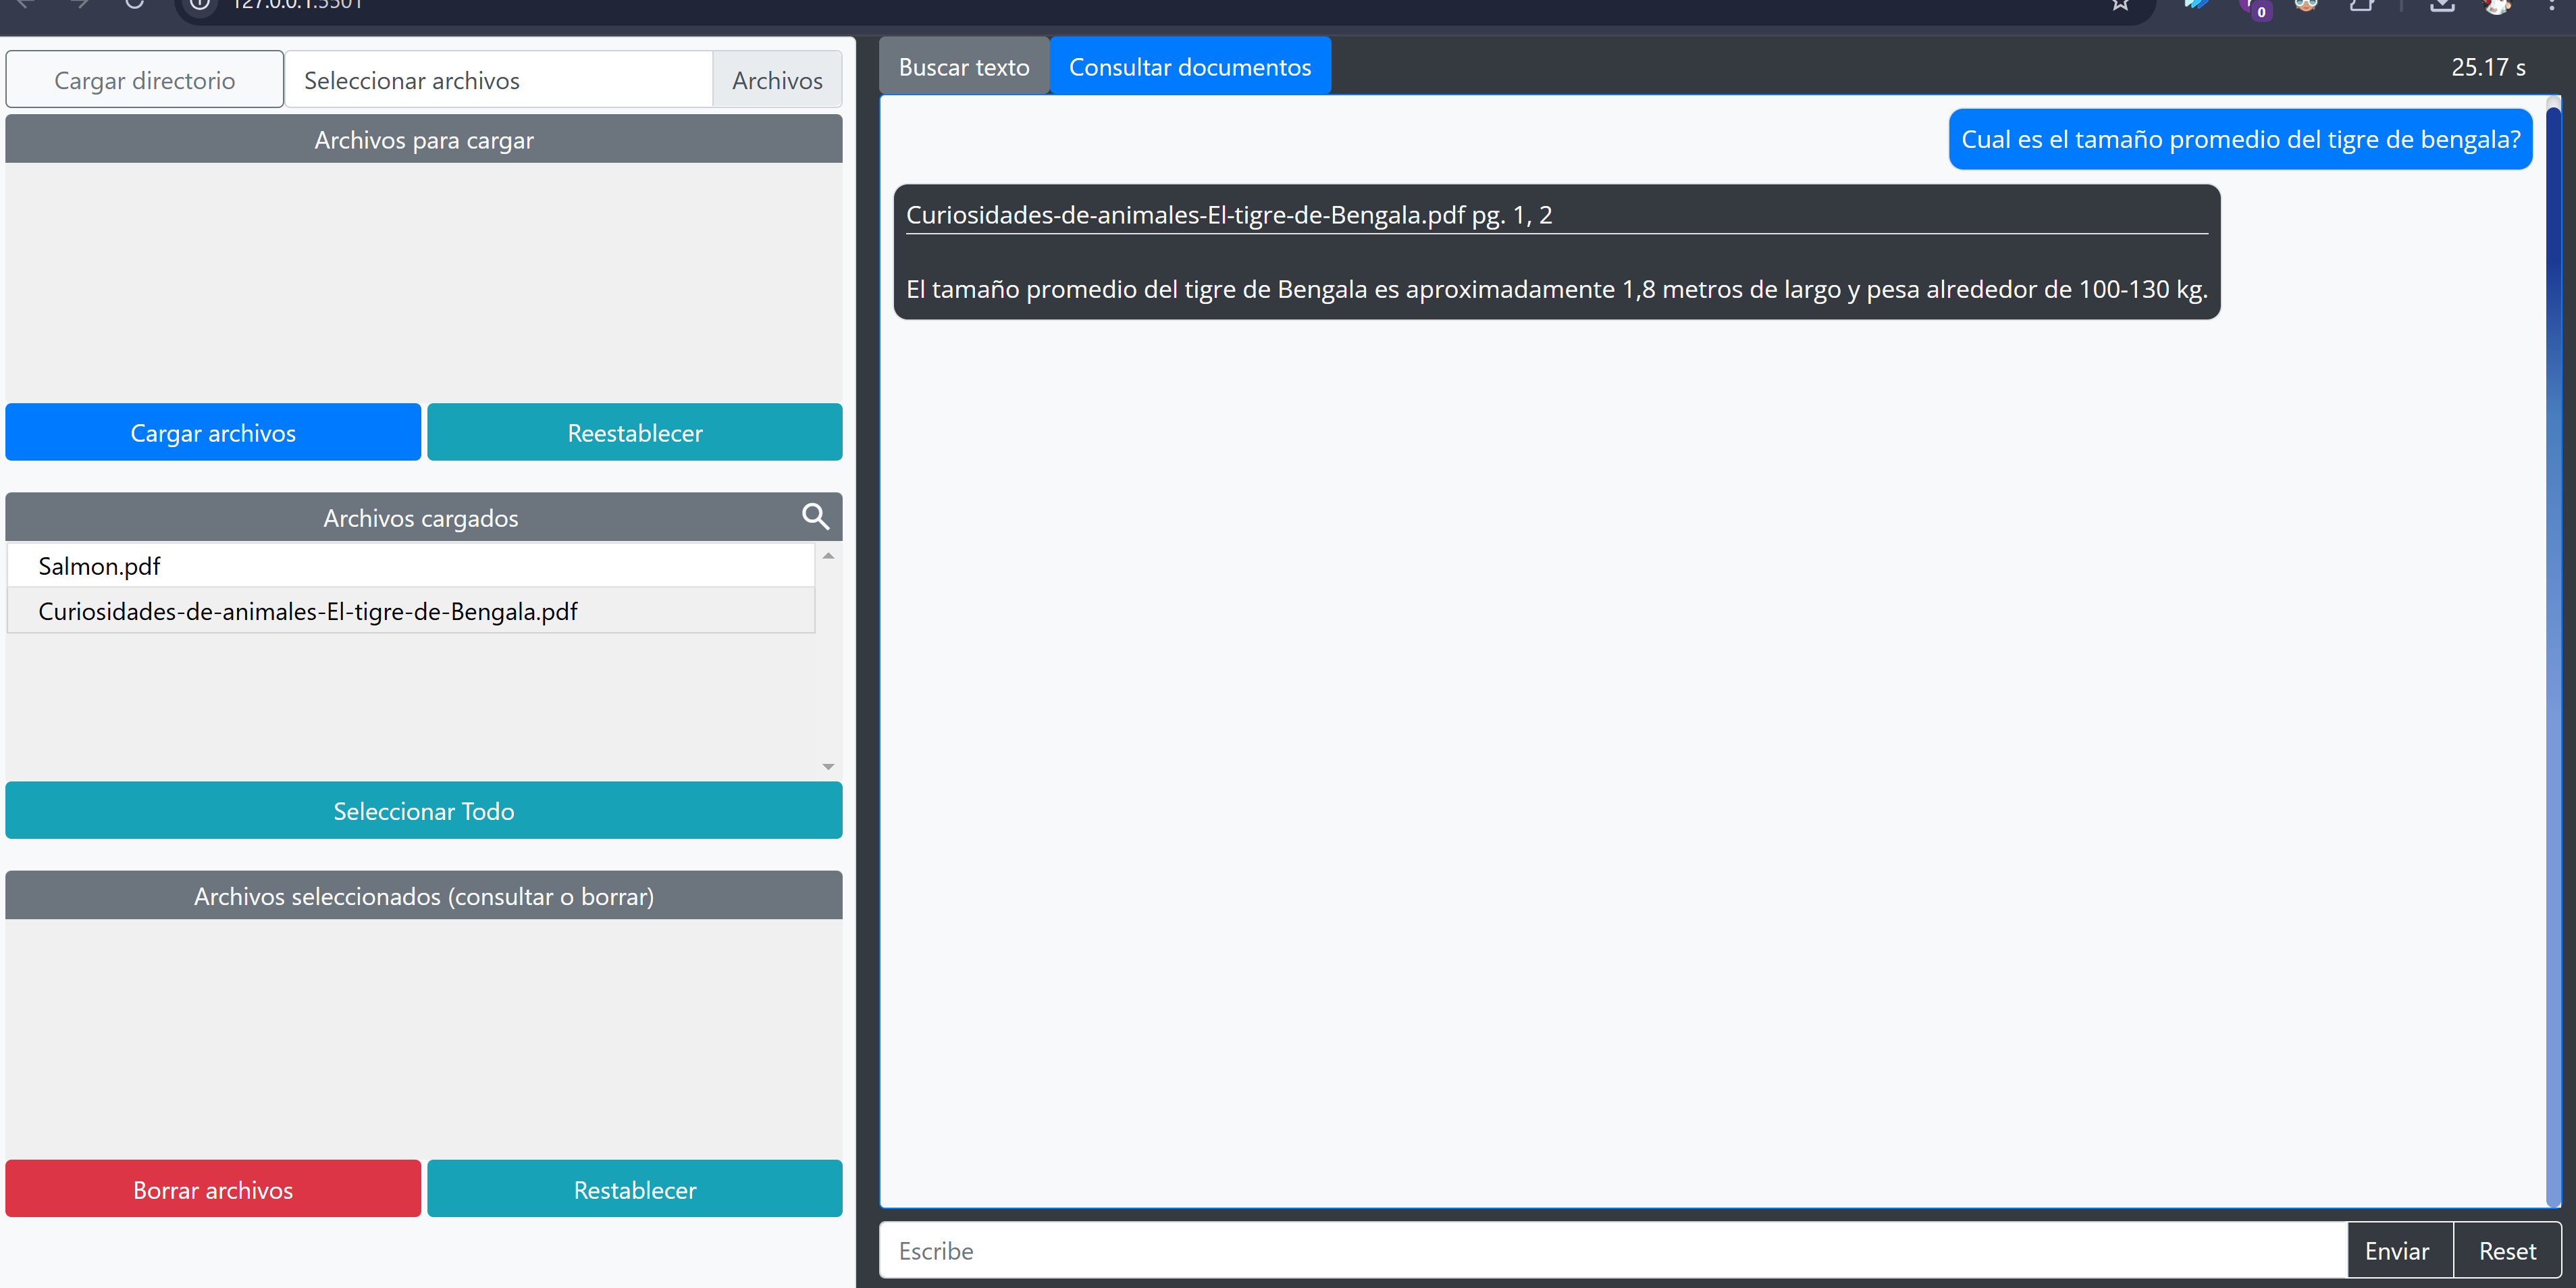 127.0.0.1:5501
0
Cargar directorio
Seleccionar archivos
Archivos
Archivos para cargar
Cargar archivos
Reestablecer
Archivos cargados
Salmon.pdf
Curiosidades-de-animales-El-tigre-de-Bengala.pdf
Seleccionar Todo
Archivos seleccionados (consultar o borrar)
Borrar archivos
Restablecer
Buscar texto
Consultar documentos
25.17 s
Cual es el tamaño promedio del tigre de bengala?
Curiosidades-de-animales-El-tigre-de-Bengala.pdf pg. 1, 2
El tamaño promedio del tigre de Bengala es aproximadamente 1,8 metros de largo y pesa alrededor de 100-130 kg.
Escribe
Enviar
Reset